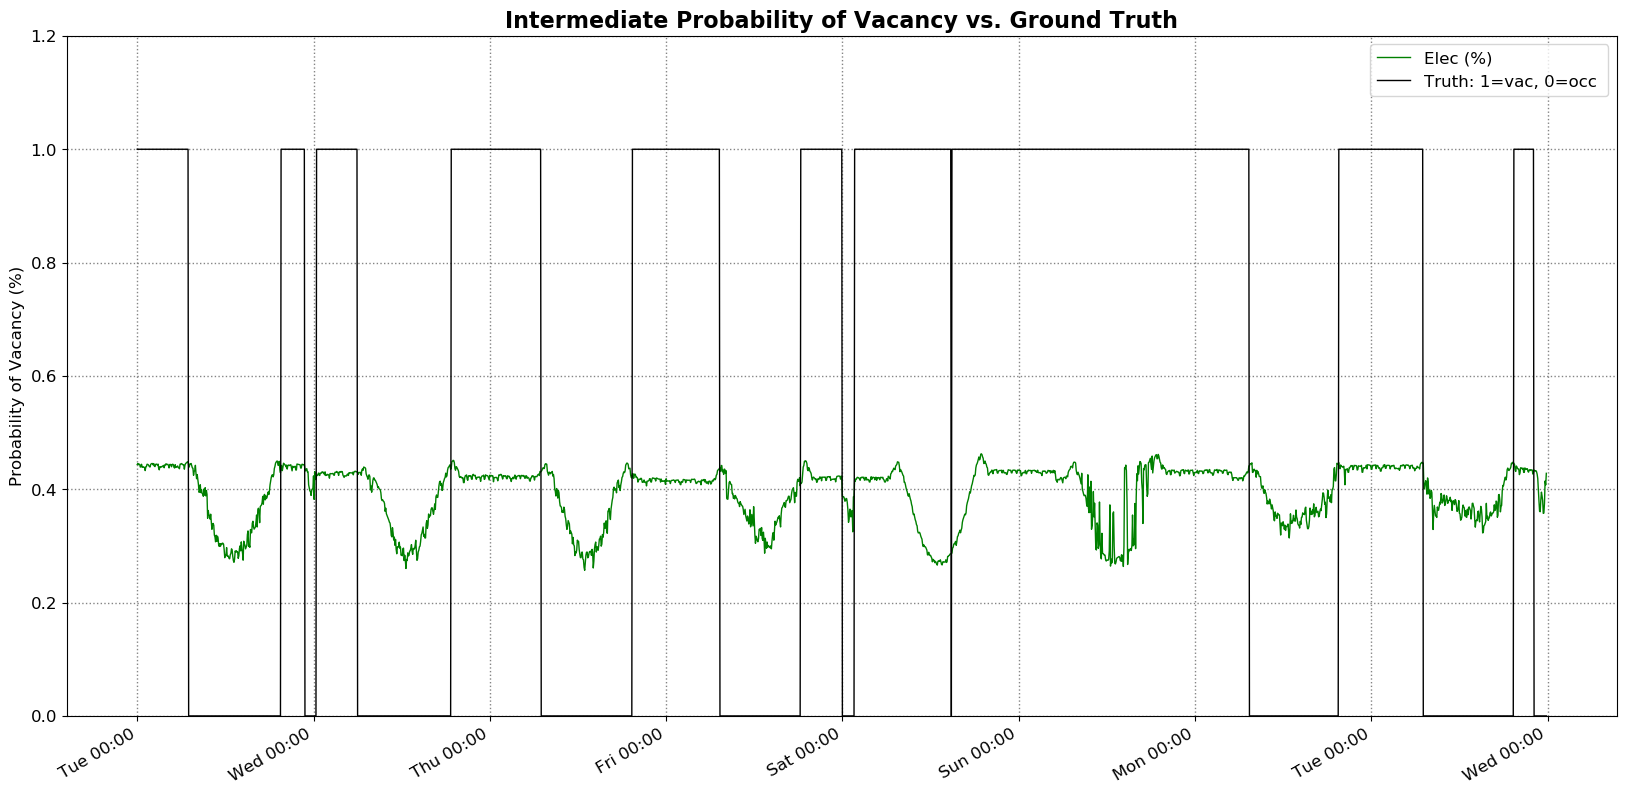 Intermediate Probability of Vacancy vs. Ground Truth
Elec (%)
Truth: 1=vac, 0=occ
Probability of Vacancy (%)
1.2
1.0
0.8
0.6
0.4
0.2
0.0
Tue 00:00
Wed 00:00
Thu 00:00
Fri 00:00
Sat 00:00
Sun 00:00
Mon 00:00
Tue 00:00
Wed 00:00